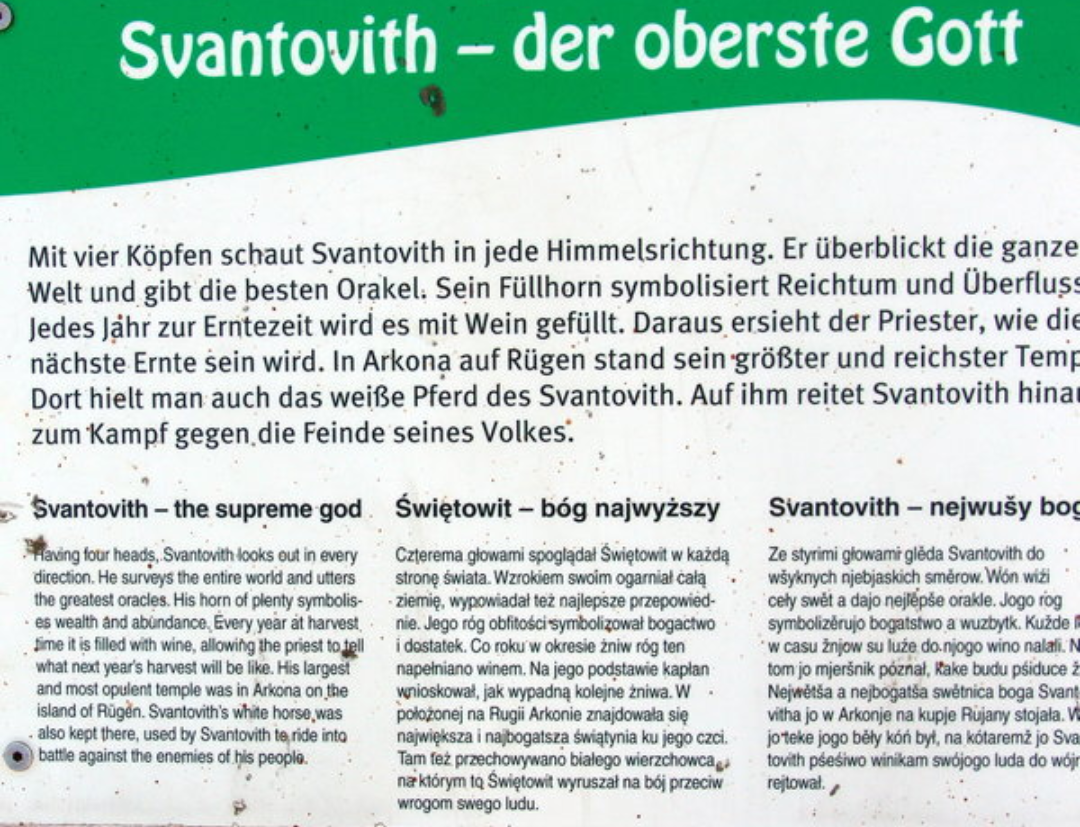 Svantovith – der oberste Gott
Mit vier Köpfen schaut Svantovith in jede Himmelsrichtung. Er überblickt die ganze
Welt und gibt die besten Orakel. Sein Füllhorn symbolisiert Reichtum und Überfluss
Jedes Jahr zur Erntezeit wird es mit Wein gefüllt. Daraus ersieht der Priester, wie die
nächste Ernte sein wird. In Arkona auf Rügen stand sein größter und reichster Temp
Dort hielt man auch das weiße Pferd des Svantovith. Auf ihm reitet Svantovith hinau
zum Kampf gegen die Feinde seines Volkes.
Svantovith – the supreme god
Having four heads, Svantovith looks out in every
direction. He surveys the entire world and utters
the greatest oracles. His horn of plenty symbolis-
es wealth and abundance. Every year at harvest
time it is filled with wine, allowing the priest to tell
what next year's harvest will be like. His largest
and most opulent temple was in Arkona on the
island of Rügen. Svantovith's white horse was
also kept there, used by Svantovith to ride into
battle against the enemies of his people.
Świętowit – bóg najwyższy
Czterema głowami spoglądał Świętowit w każdą
stronę świata. Wzrokiem swoim ogarniał całą
ziemię, wypowiadał też najlepsze przepowied-
nie. Jego róg obfitości symbolizował bogactwo
i dostatek. Co roku w okresie żniw róg ten
napełniano winem. Na jego podstawie kapłan
wnioskował, jak wypadną kolejne żniwa. W
położonej na Rugii Arkonie znajdowała się
największa i najbogatsza świątynia ku jego czci.
Tam też przechowywano białego wierzchowca,
na którym to Świętowit wyruszał na bój przeciw
wrogom swego ludu.
Svantovith – nejwušy bog
Ze styrimi głowami glěda Svantovith do
wšyknych njebjaskich směrow. Wón wiźi
ceły swět a dajo nejlěpše orakle. Jogo rog
symbolizěrujo bogatstwo a wuzbytk. Kužde
w casu žnjow su luźe do njogo wino nalali. N
tom jo mjeršnik póznał, kake budu pśiduce ž
Nejwětša a nejbogatša swětnica boga Svant
vitha jo w Arkonje na kupje Rujany stojała. W
jo teke jogo běły kóń był, na kótaremž jo Sva
tovith pśeśiwo winikam swójogo luda do wójn
rejtował.